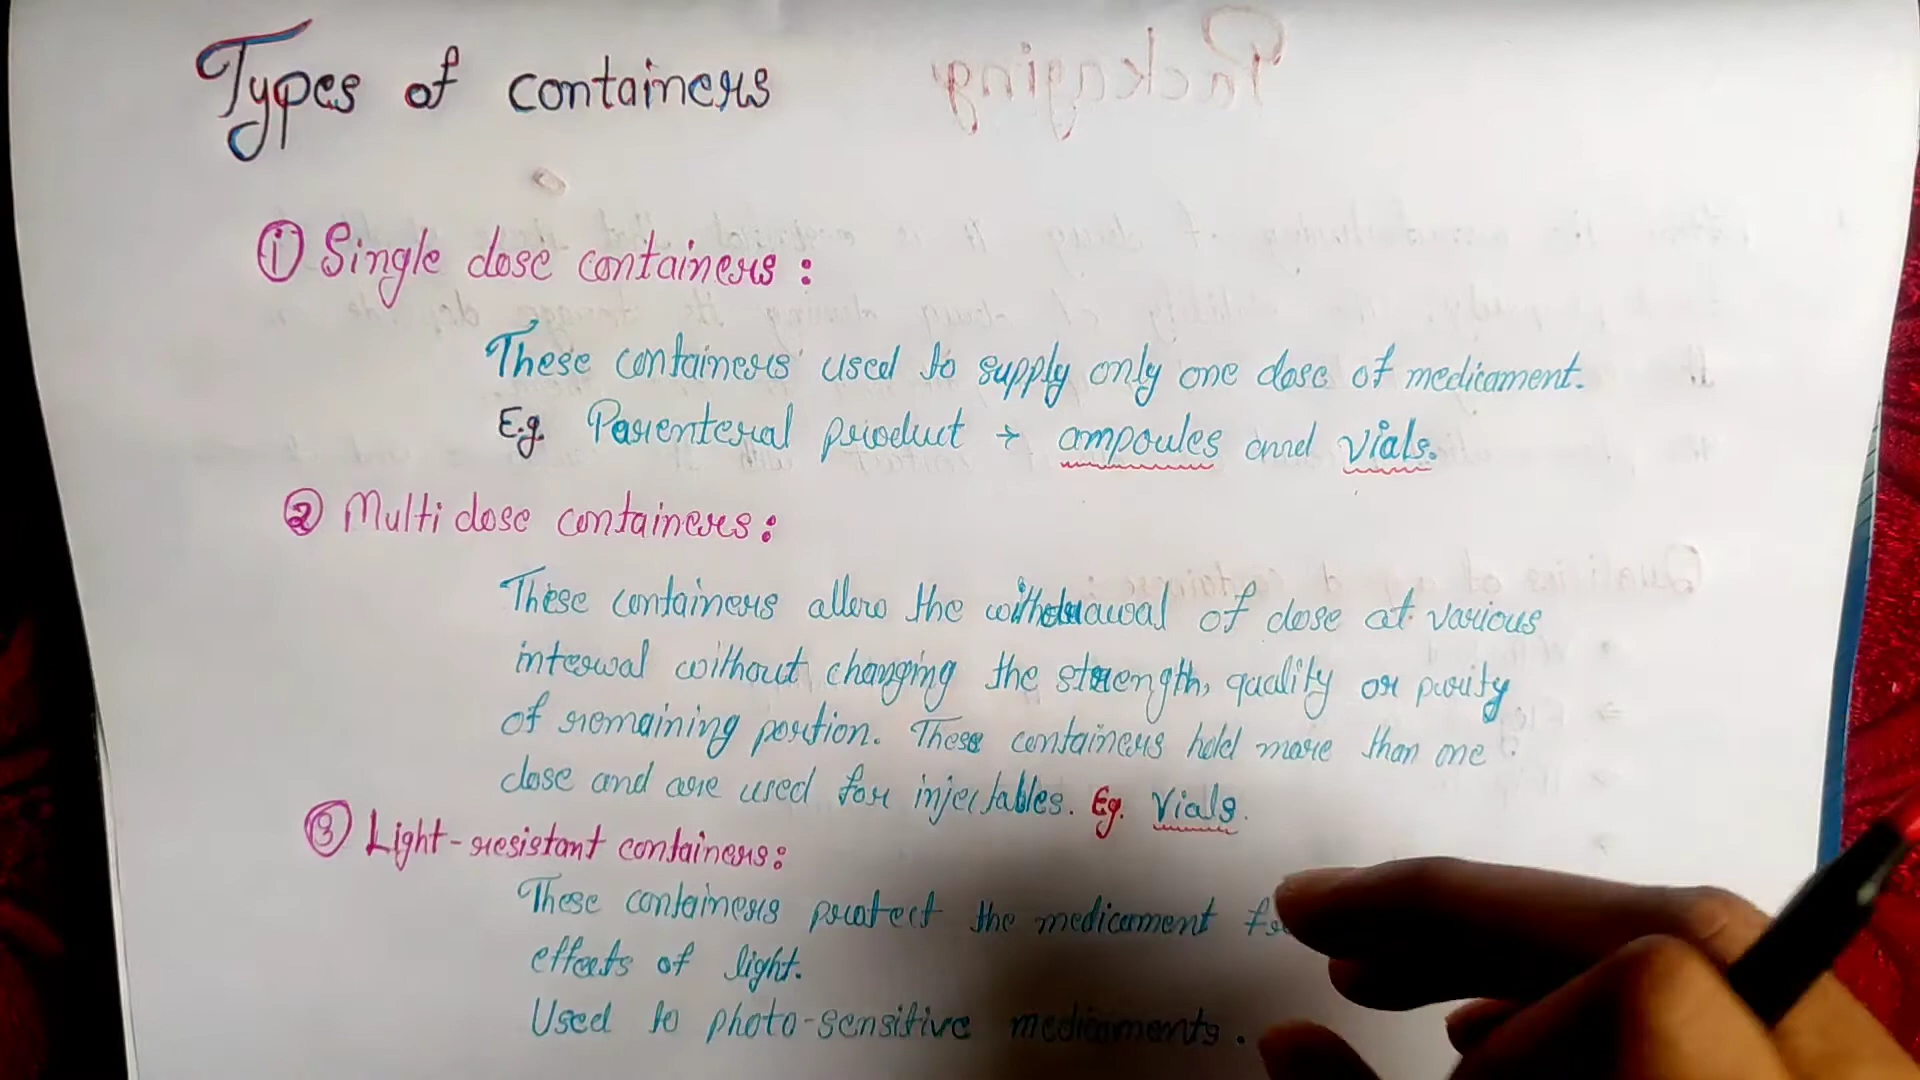 Types of containers
Packaging
① Single dose containers :
These containers used to supply only one dose of medicament.
E.g. Parenteral product → ampoules and vials.
② Multi dose containers :
These containers allow the withdrawal of dose at various
interval without changing the strength, quality or purity
of remaining portion. These containers hold more than one
dose and are used for injectables. Eg. Vials.
③ Light-resistant containers:
These containers protect the medicament
effects of light.
Used to photo-sensitive medicaments.